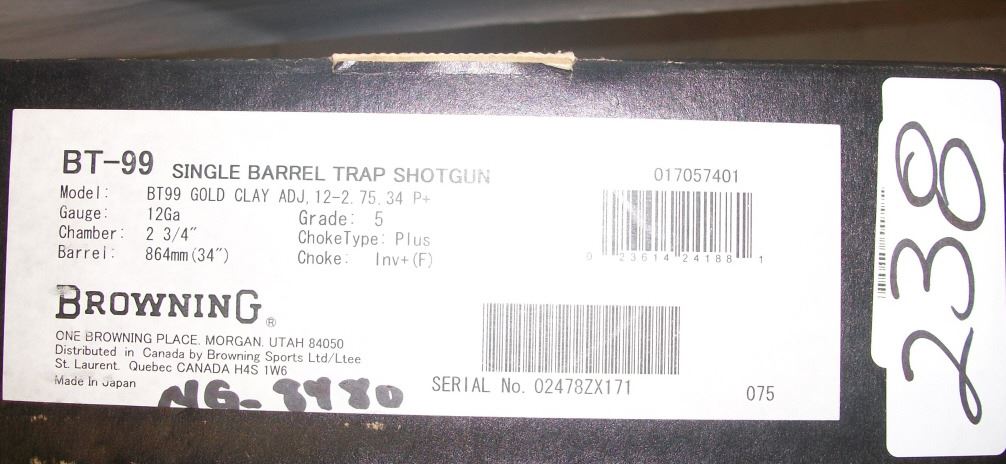 BT-99 SINGLE BARREL TRAP SHOTGUN
017057401
Model: BT99 GOLD CLAY ADJ, 12-2.75, 34 P+
Gauge: 12Ga
Grade: 5
Chamber: 2 3/4"
ChokeType: Plus
Barrel: 864mm(34")
Choke: Inv+(F)
0 23614 24188 1
BROWNING®
ONE BROWNING PLACE. MORGAN. UTAH 84050
Distributed in Canada by Browning Sports Ltd/Ltee
St. Laurent. Quebec CANADA H4S 1W6
Made in Japan
SERIAL No. 02478ZX171
075
NG-8980
238